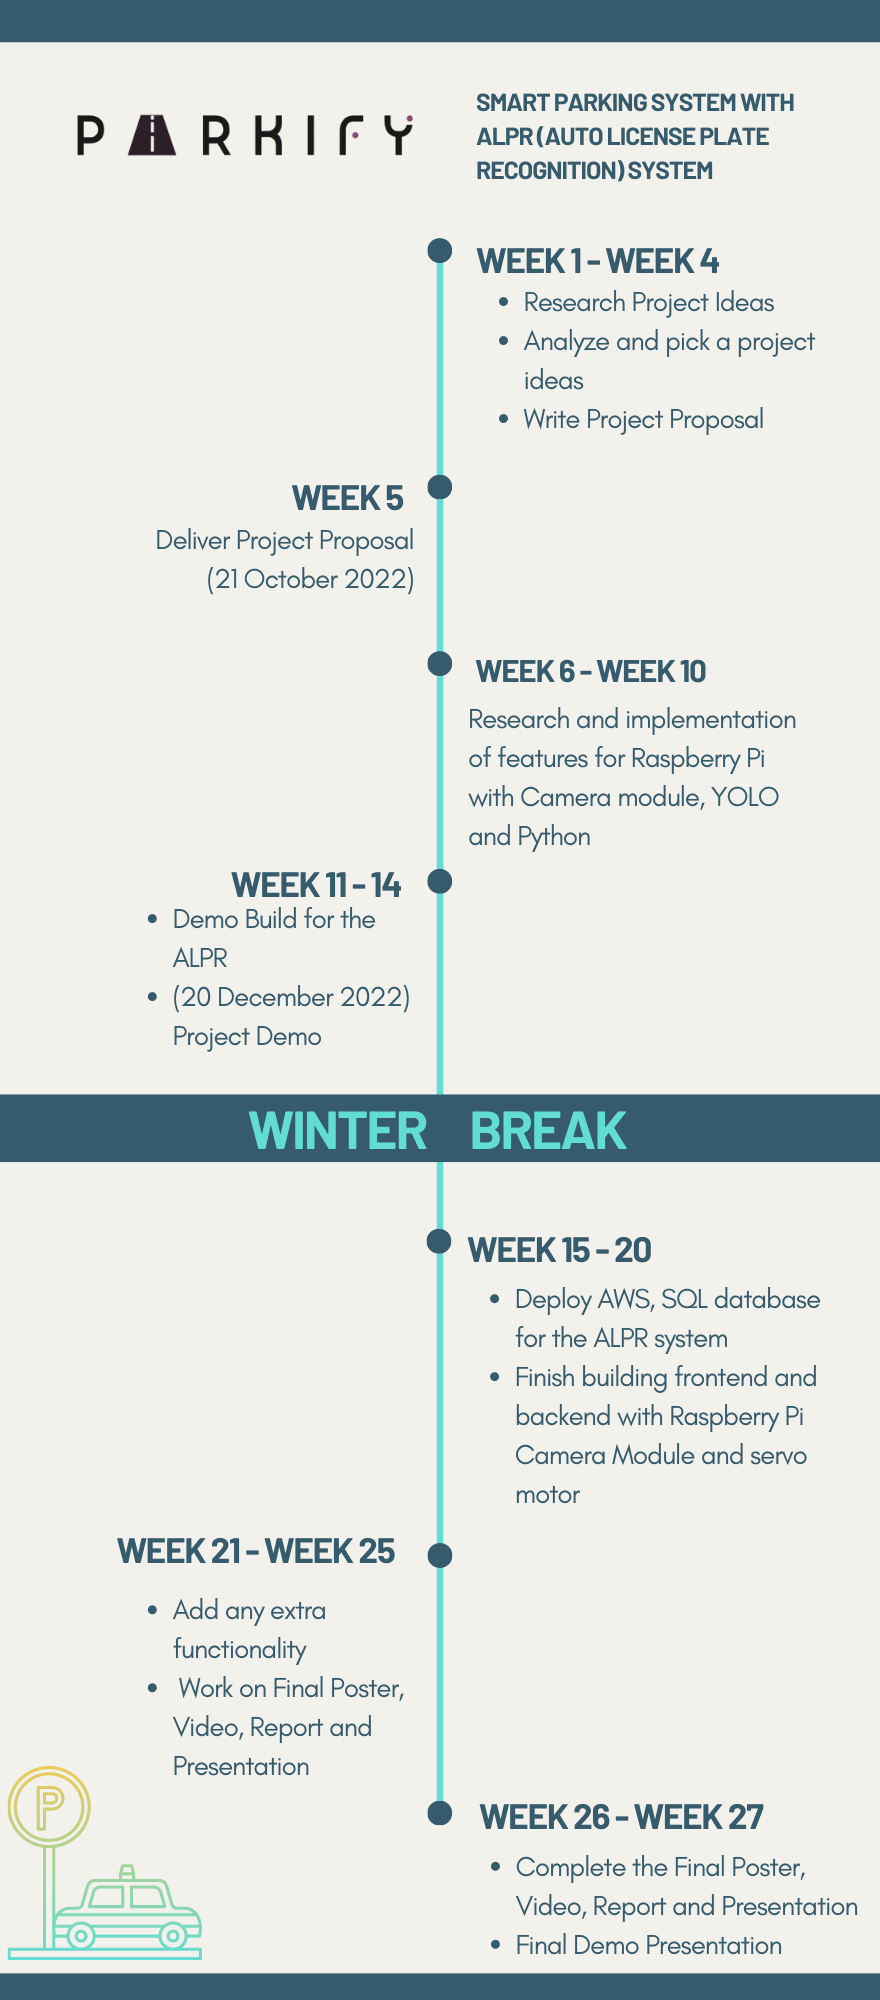 PARKIFY
SMART PARKING SYSTEM WITH
ALPR (AUTO LICENSE PLATE
RECOGNITION) SYSTEM
WEEK 1 - WEEK 4
• Research Project Ideas
• Analyze and pick a project
ideas
• Write Project Proposal
WEEK 5
Deliver Project Proposal
(21 October 2022)
WEEK 6 - WEEK 10
Research and implementation
of features for Raspberry Pi
with Camera module, YOLO
and Python
WEEK 11 - 14
• Demo Build for the
ALPR
• (20 December 2022)
Project Demo
WINTER BREAK
WEEK 15 - 20
• Deploy AWS, SQL database
for the ALPR system
• Finish building frontend and
backend with Raspberry Pi
Camera Module and servo
motor
WEEK 21 - WEEK 25
• Add any extra
functionality
• Work on Final Poster,
Video, Report and
Presentation
P
WEEK 26 - WEEK 27
• Complete the Final Poster,
Video, Report and Presentation
• Final Demo Presentation